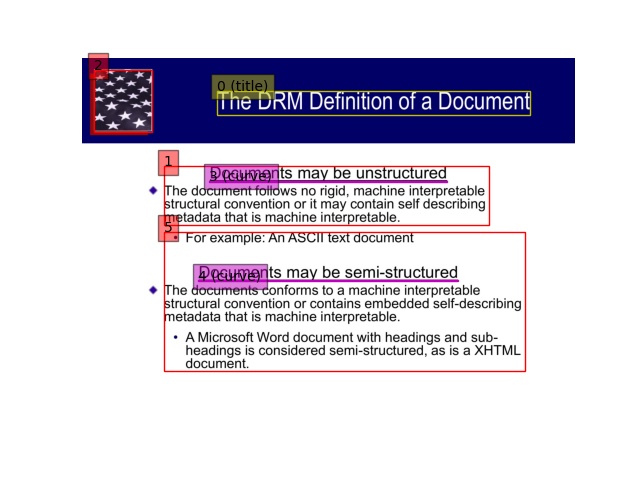 2
0 (title)
The DRM Definition of a Document
1
Documents may be unstructured
3 (curve)
The document follows no rigid, machine interpretable
structural convention or it may contain self describing
metadata that is machine interpretable.
5
• For example: An ASCII text document
Documents may be semi-structured
4 (curve)
The documents conforms to a machine interpretable
structural convention or contains embedded self-describing
metadata that is machine interpretable.
• A Microsoft Word document with headings and sub-
headings is considered semi-structured, as is a XHTML
document.